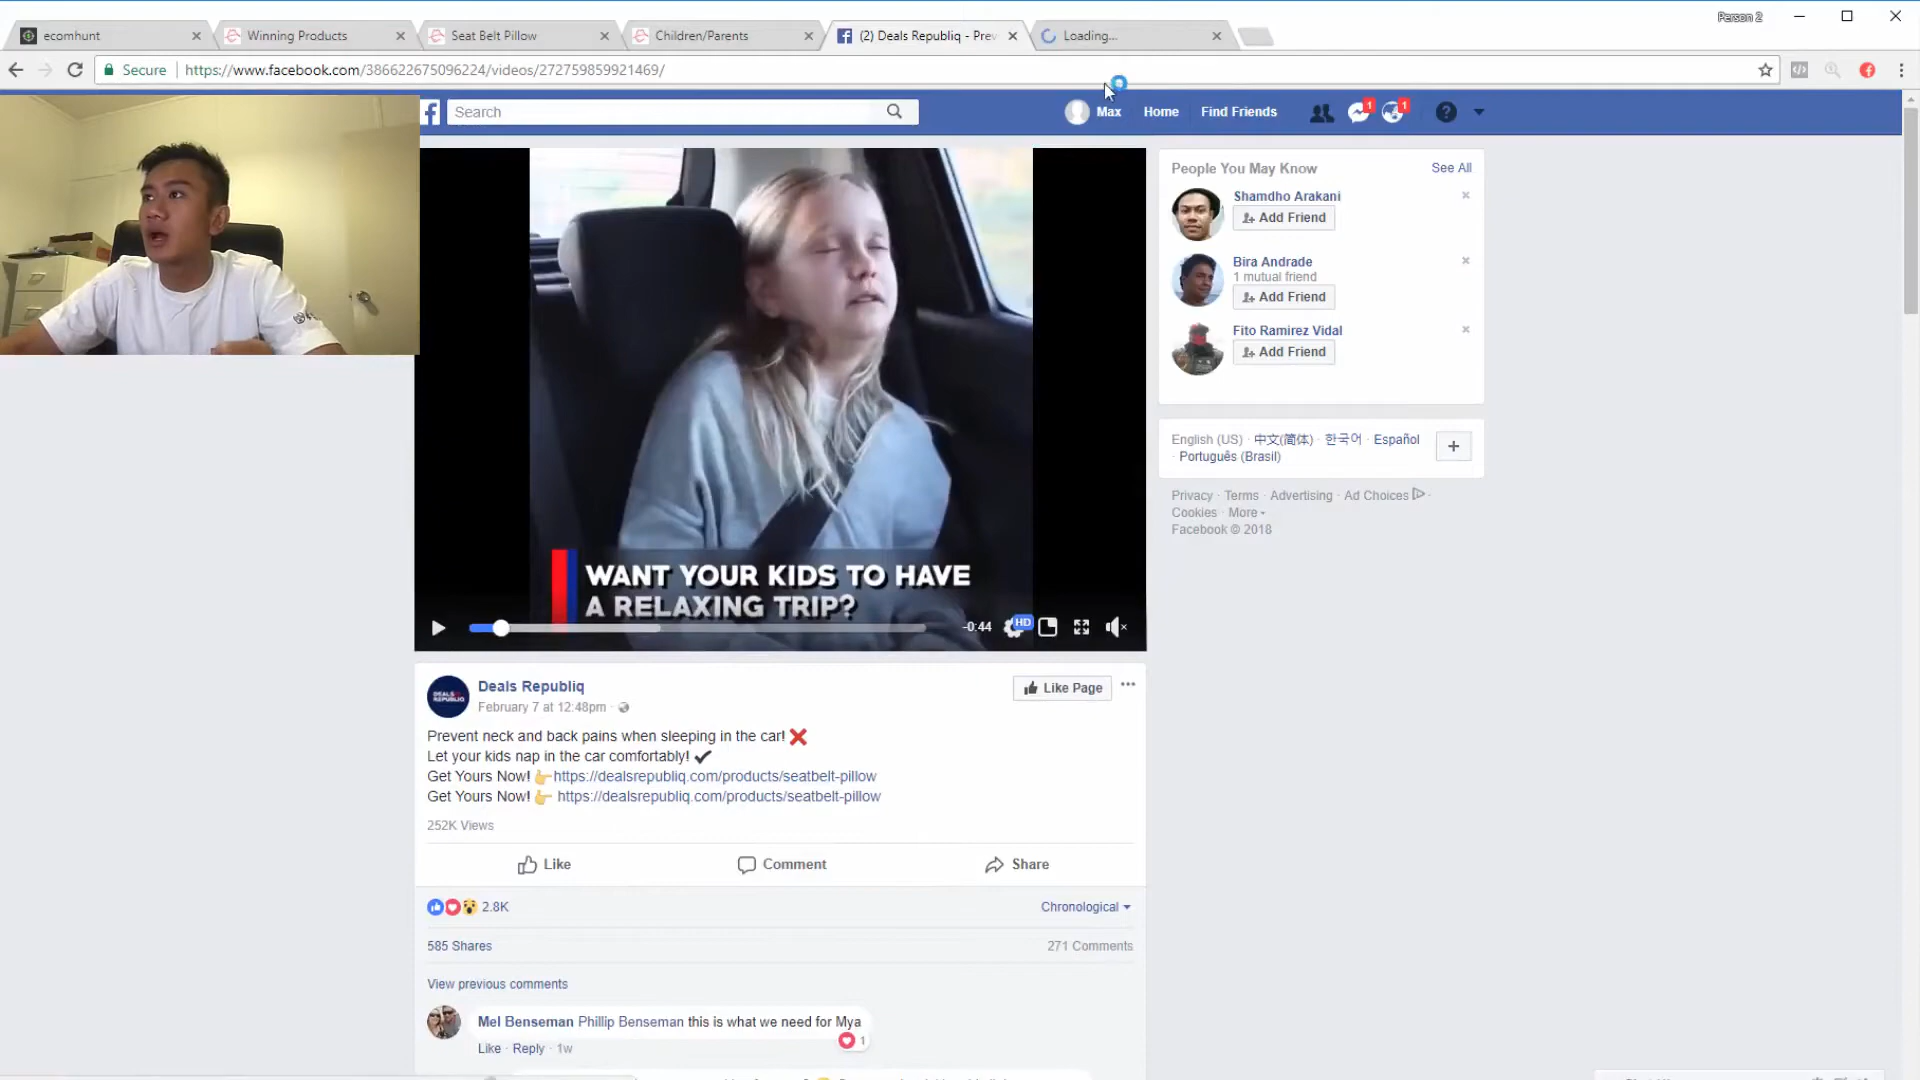 Person 2
ecomhunt
Winning Products
Seat Belt Pillow
Children/Parents
(2) Deals Republiq - Prev
Loading...
Secure
https://www.facebook.com/386622675096224/videos/272759859921469/
Search
Max
Home
Find Friends
1
1
WANT YOUR KIDS TO HAVE
A RELAXING TRIP?
-0:44
HD
Deals Republiq
February 7 at 12:48pm ·
Like Page
Prevent neck and back pains when sleeping in the car! ❌
Let your kids nap in the car comfortably! ✔
Get Yours Now! 👉https://dealsrepubliq.com/products/seatbelt-pillow
Get Yours Now! 👉 https://dealsrepubliq.com/products/seatbelt-pillow
252K Views
Like
Comment
Share
2.8K
Chronological
585 Shares
271 Comments
View previous comments
Mel Benseman Phillip Benseman this is what we need for Mya
1
Like · Reply · 1w
People You May Know
See All
Shamdho Arakani
Add Friend
Bira Andrade
1 mutual friend
Add Friend
Fito Ramirez Vidal
Add Friend
English (US) · 中文(简体) · 한국어 · Español
· Português (Brasil)
Privacy · Terms · Advertising · Ad Choices ·
Cookies · More
Facebook © 2018